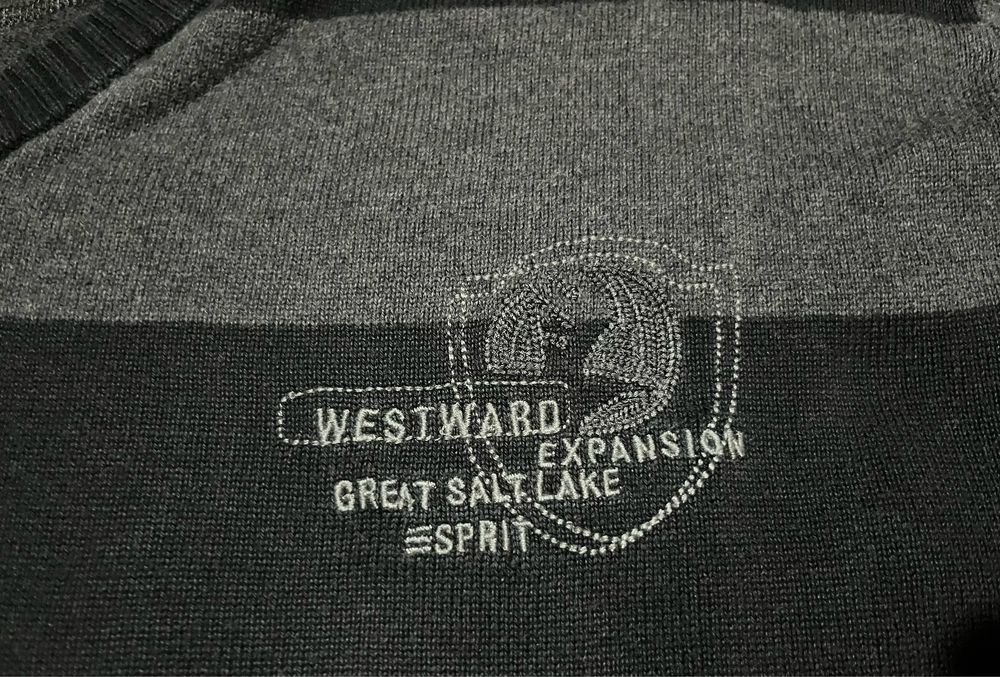 WESTWARD
EXPANSION
GREAT SALT LAKE
ESPRIT